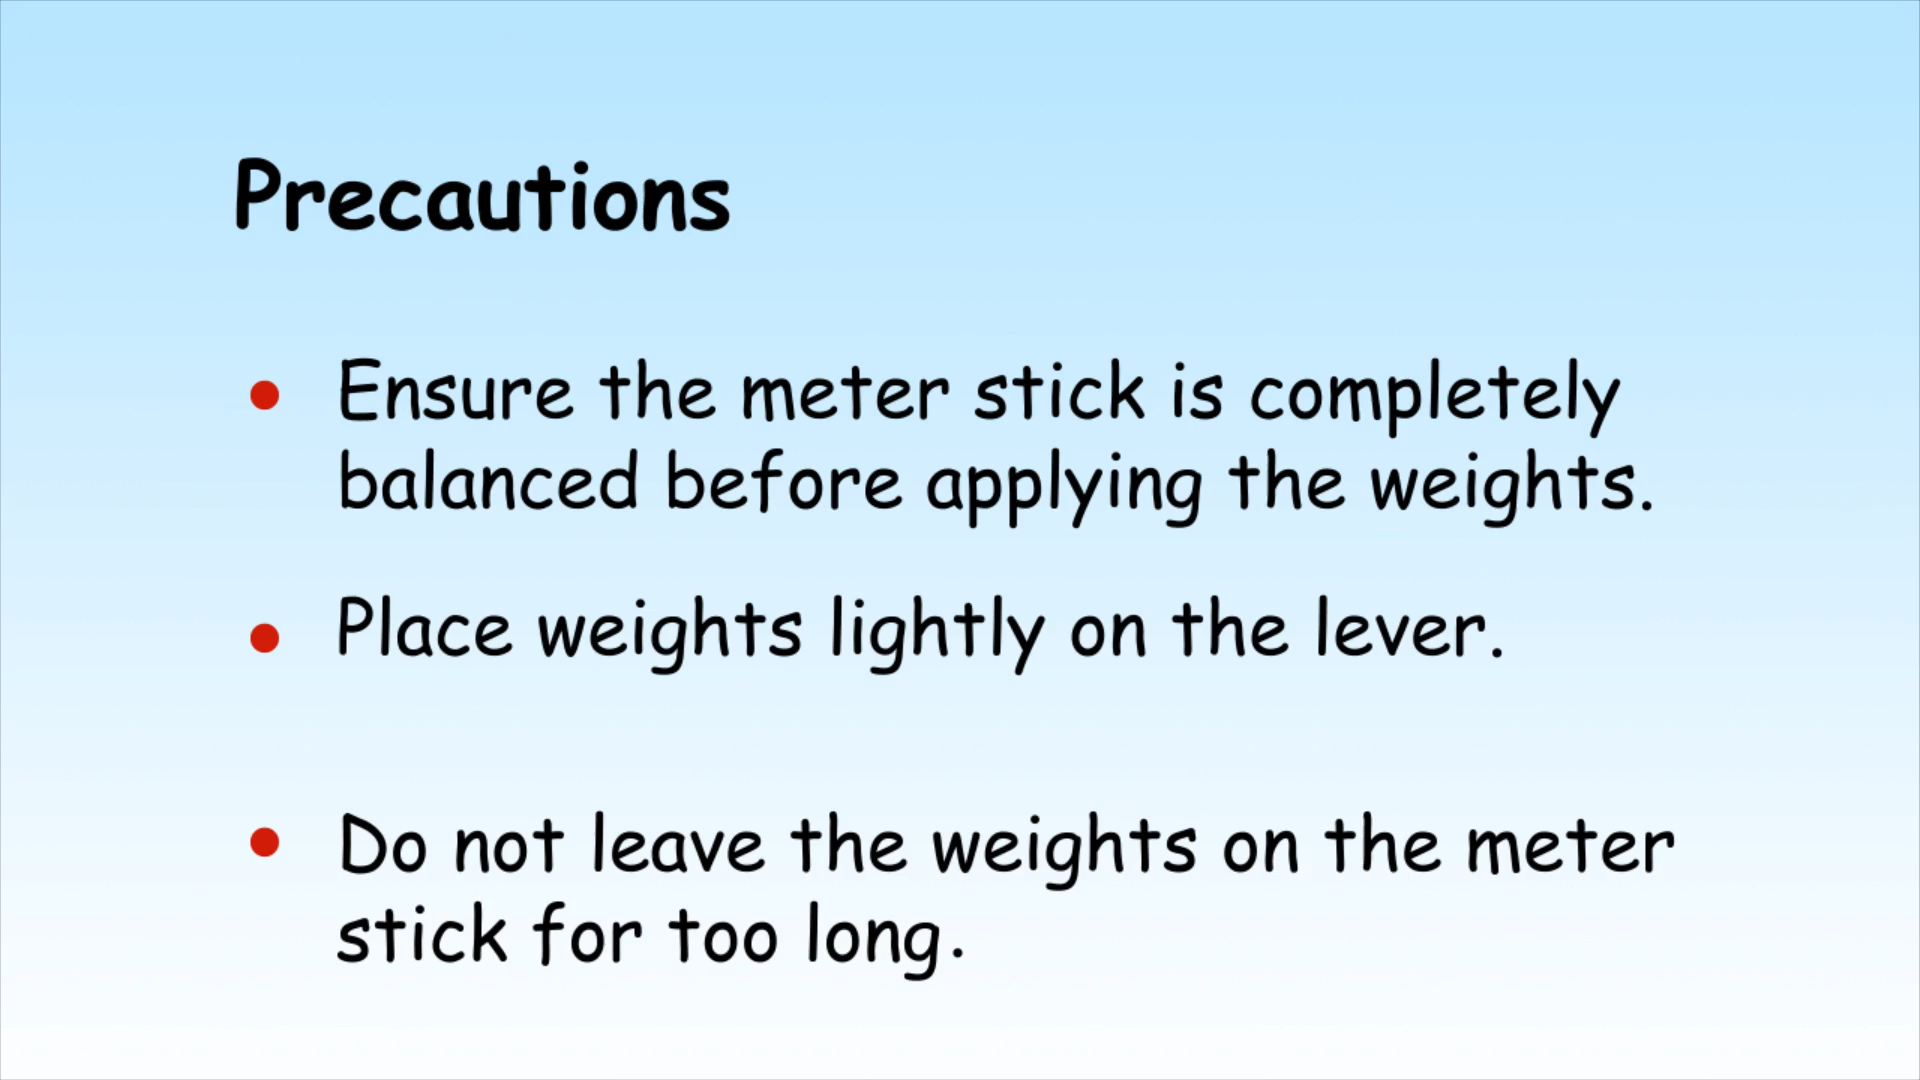 Precautions
• Ensure the meter stick is completely
balanced before applying the weights.
• Place weights lightly on the lever.
• Do not leave the weights on the meter
stick for too long.